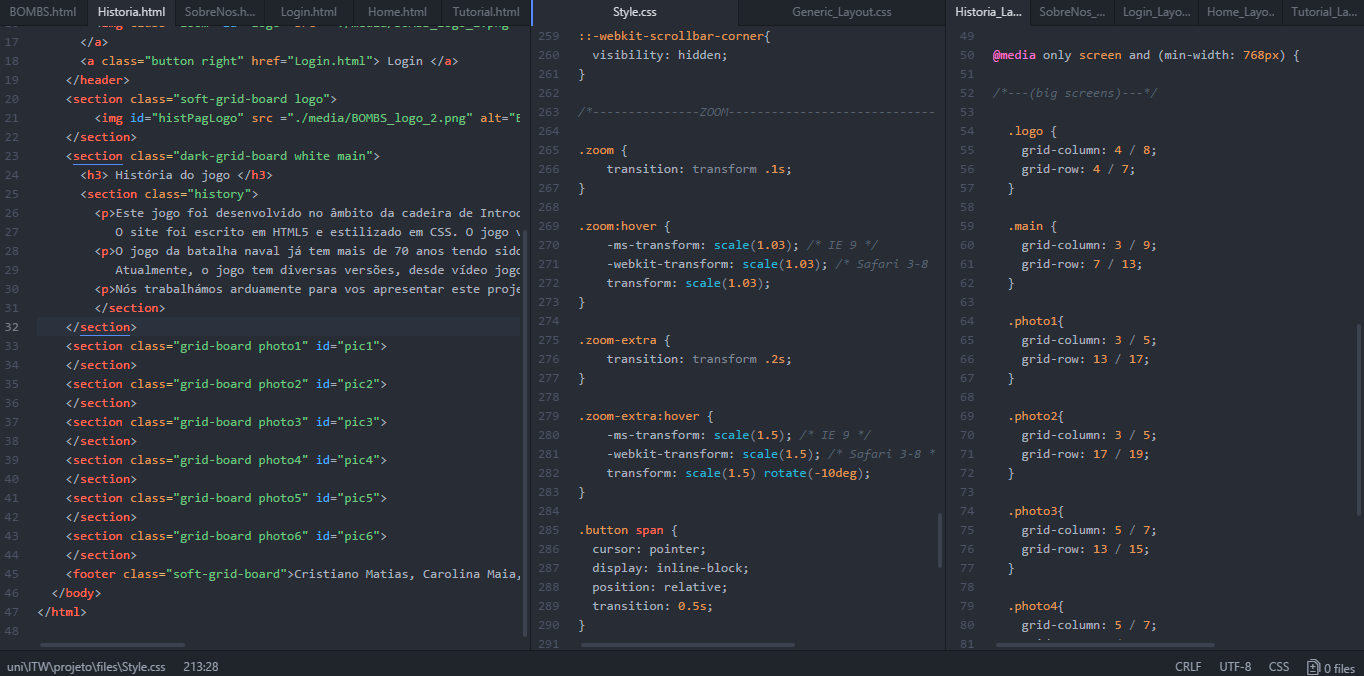 BOMBS.html Historia.html SobreNos.h... Login.html Home.html Tutorial.html Style.css Generic_Layout.css Historia_La... SobreNos_... Login_Layo... Home_Layo.. Tutorial_La...
17 </a>
18 <a class="button right" href="Login.html"> Login </a>
19 </header>
20 <section class="soft-grid-board logo">
21 <img id="histPagLogo" src ="./media/BOMBS_logo_2.png" alt="B
22 </section>
23 <section class="dark-grid-board white main">
24 <h3> História do jogo </h3>
25 <section class="history">
26 <p>Este jogo foi desenvolvido no âmbito da cadeira de Introd
27 O site foi escrito em HTML5 e estilizado em CSS. O jogo v
28 <p>O jogo da batalha naval já tem mais de 70 anos tendo sido
29 Atualmente, o jogo tem diversas versões, desde vídeo jogo
30 <p>Nós trabalhámos arduamente para vos apresentar este proje
31 </section>
32 </section>
33 <section class="grid-board photo1" id="pic1">
34 </section>
35 <section class="grid-board photo2" id="pic2">
36 </section>
37 <section class="grid-board photo3" id="pic3">
38 </section>
39 <section class="grid-board photo4" id="pic4">
40 </section>
41 <section class="grid-board photo5" id="pic5">
42 </section>
43 <section class="grid-board photo6" id="pic6">
44 </section>
45 <footer class="soft-grid-board">Cristiano Matias, Carolina Maia,
46 </body>
47 </html>
48
259 ::-webkit-scrollbar-corner{
260 visibility: hidden;
261 }
262
263 /*---------------ZOOM-----------------------------
264
265 .zoom {
266 transition: transform .1s;
267 }
268
269 .zoom:hover {
270 -ms-transform: scale(1.03); /* IE 9 */
271 -webkit-transform: scale(1.03); /* Safari 3-8
272 transform: scale(1.03);
273 }
274
275 .zoom-extra {
276 transition: transform .2s;
277 }
278
279 .zoom-extra:hover {
280 -ms-transform: scale(1.5); /* IE 9 */
281 -webkit-transform: scale(1.5); /* Safari 3-8 *
282 transform: scale(1.5) rotate(-10deg);
283 }
284
285 .button span {
286 cursor: pointer;
287 display: inline-block;
288 position: relative;
289 transition: 0.5s;
290 }
291
49
50 @media only screen and (min-width: 768px) {
51
52 /*---(big screens)---*/
53
54 .logo {
55 grid-column: 4 / 8;
56 grid-row: 4 / 7;
57 }
58
59 .main {
60 grid-column: 3 / 9;
61 grid-row: 7 / 13;
62 }
63
64 .photo1{
65 grid-column: 3 / 5;
66 grid-row: 13 / 17;
67 }
68
69 .photo2{
70 grid-column: 3 / 5;
71 grid-row: 17 / 19;
72 }
73
74 .photo3{
75 grid-column: 5 / 7;
76 grid-row: 13 / 15;
77 }
78
79 .photo4{
80 grid-column: 5 / 7;
81
uni\ITW\projeto\files\Style.css 213:28 CRLF UTF-8 CSS 0 files